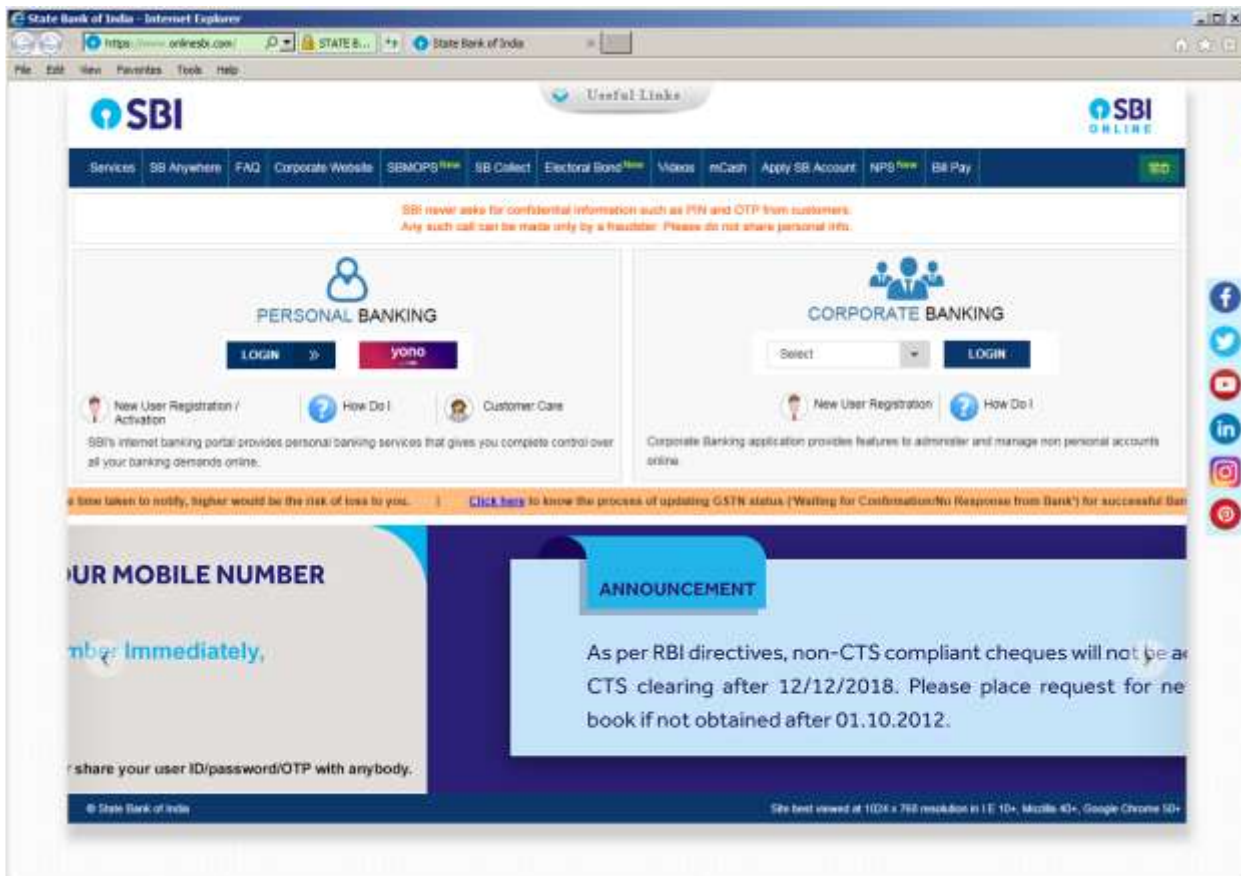 State Bank of India - Internet Explorer
https://www.onlinesbi.com/ STATE B... State Bank of India
File Edit View Favorites Tools Help
Useful Links
SBI
SBI
ONLINE
Services SB Anywhere FAQ Corporate Website SBMOPS New SB Collect Electoral Bond New Videos mCash Apply SB Account NPS New Bill Pay
SBI never asks for confidential information such as PIN and OTP from customers.
Any such call can be made only by a fraudster. Please do not share personal info.
PERSONAL BANKING
LOGIN »
yono
New User Registration / Activation
How Do I
Customer Care
SBI's internet banking portal provides personal banking services that gives you complete control over
all your banking demands online.
CORPORATE BANKING
Select
LOGIN
New User Registration
How Do I
Corporate Banking application provides features to administer and manage non personal accounts
online.
e time taken to notify, higher would be the risk of loss to you. | Click here to know the process of updating GSTN status ('Waiting for Confirmation/No Response from Bank') for successful Ban
OUR MOBILE NUMBER
mber Immediately,
r share your user ID/password/OTP with anybody.
ANNOUNCEMENT
As per RBI directives, non-CTS compliant cheques will not be ac
CTS clearing after 12/12/2018. Please place request for ne
book if not obtained after 01.10.2012.
© State Bank of India
Site best viewed at 1024 x 768 resolution in I.E 10+, Mozilla 40+, Google Chrome 50+